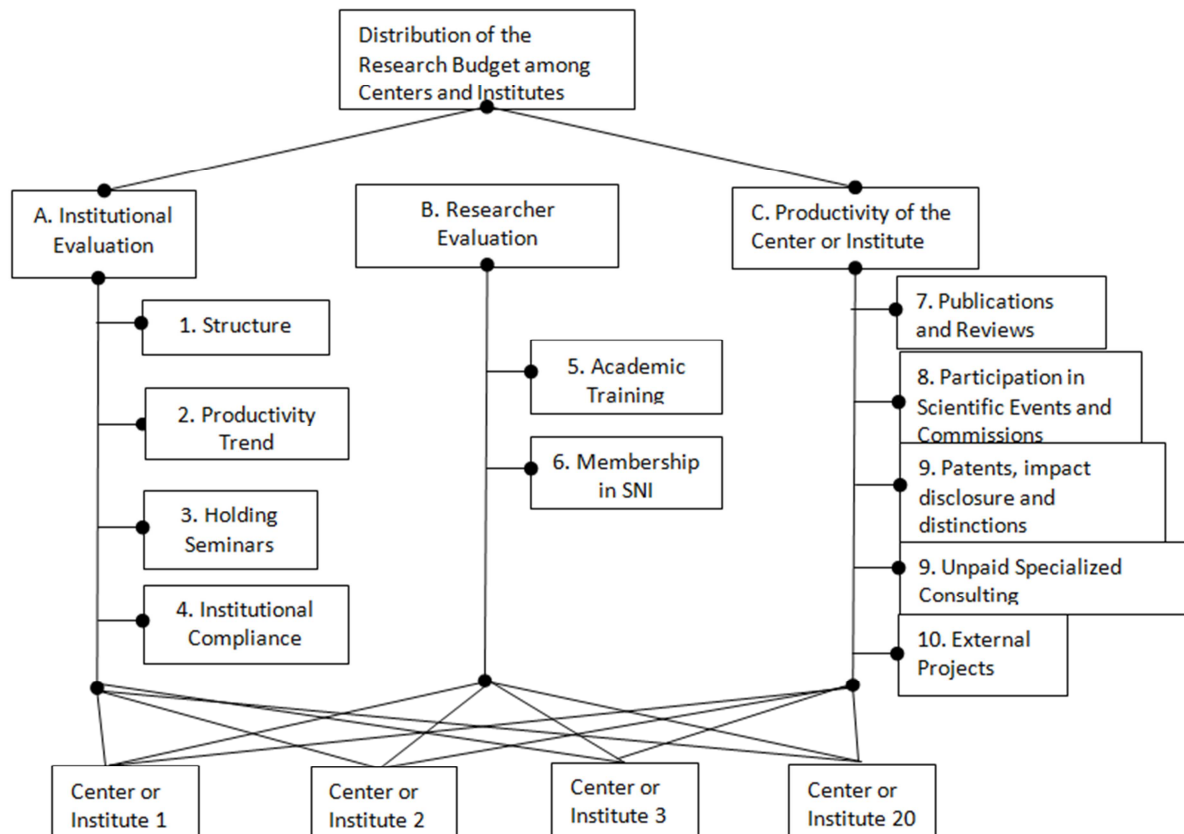 Distribution of the
Research Budget among
Centers and Institutes
A. Institutional
Evaluation
B. Researcher
Evaluation
C. Productivity of the
Center or Institute
1. Structure
2. Productivity
Trend
3. Holding
Seminars
4. Institutional
Compliance
5. Academic
Training
6. Membership
in SNI
7. Publications
and Reviews
8. Participation in
Scientific Events and
Commissions
9. Patents, impact
disclosure and
distinctions
9. Unpaid Specialized
Consulting
10. External
Projects
Center or
Institute 1
Center or
Institute 2
Center or
Institute 3
Center or
Institute 20